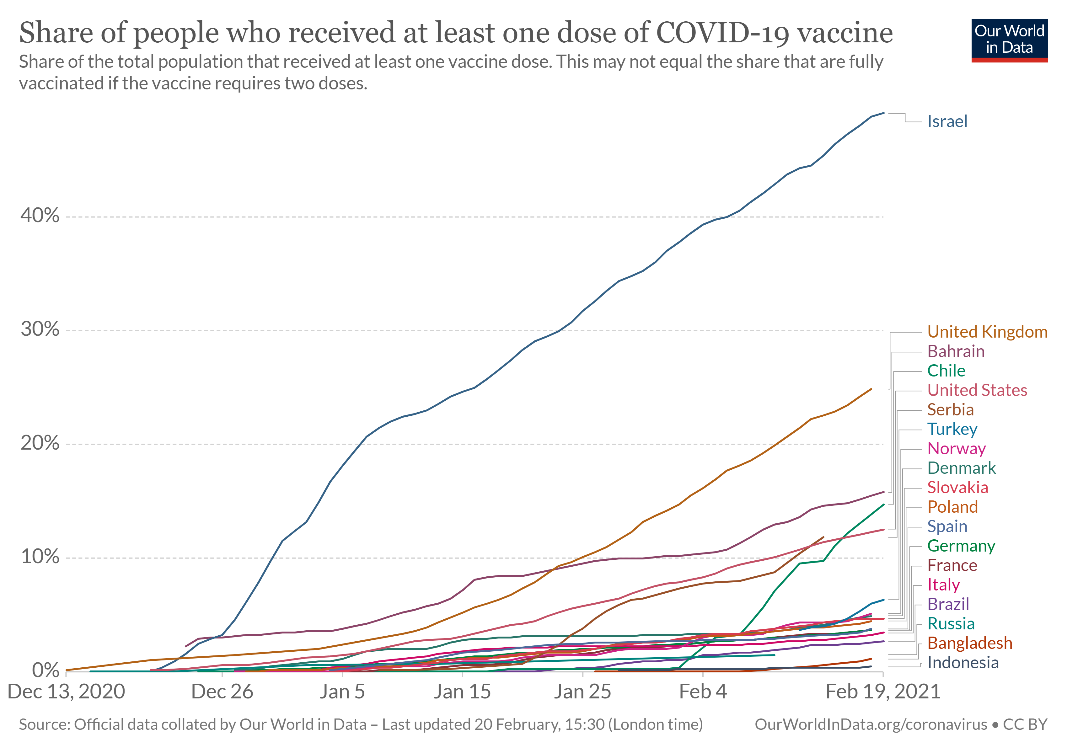 Share of people who received at least one dose of COVID-19 vaccine
Our World
in Data
Share of the total population that received at least one vaccine dose. This may not equal the share that are fully
vaccinated if the vaccine requires two doses.
Israel
40%
30%
United Kingdom
Bahrain
Chile
United States
Serbia
Turkey
20%
Norway
Denmark
Slovakia
Poland
Spain
Germany
10%
France
Italy
Brazil
Russia
Bangladesh
Indonesia
0%
Dec 13, 2020 Dec 26 Jan 5 Jan 15 Jan 25 Feb 4 Feb 19, 2021
Source: Official data collated by Our World in Data – Last updated 20 February, 15:30 (London time) OurWorldInData.org/coronavirus • CC BY